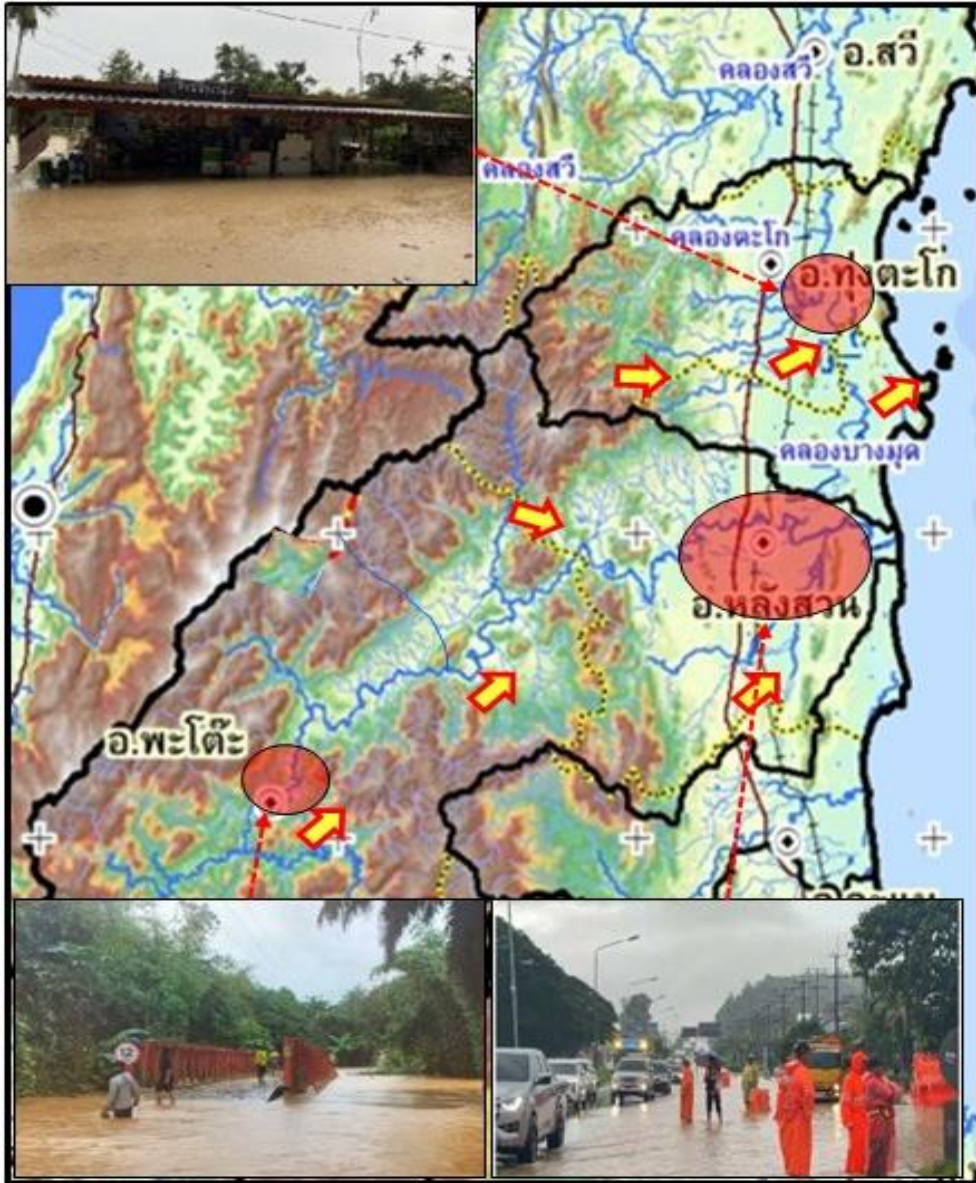 อ.สวี
คลองสวี
คลองสวี
คลองตะโก
อ.ทุ่งตะโก
คลองบางมุด
อ.หลังสวน
อ.พะโต๊ะ
12